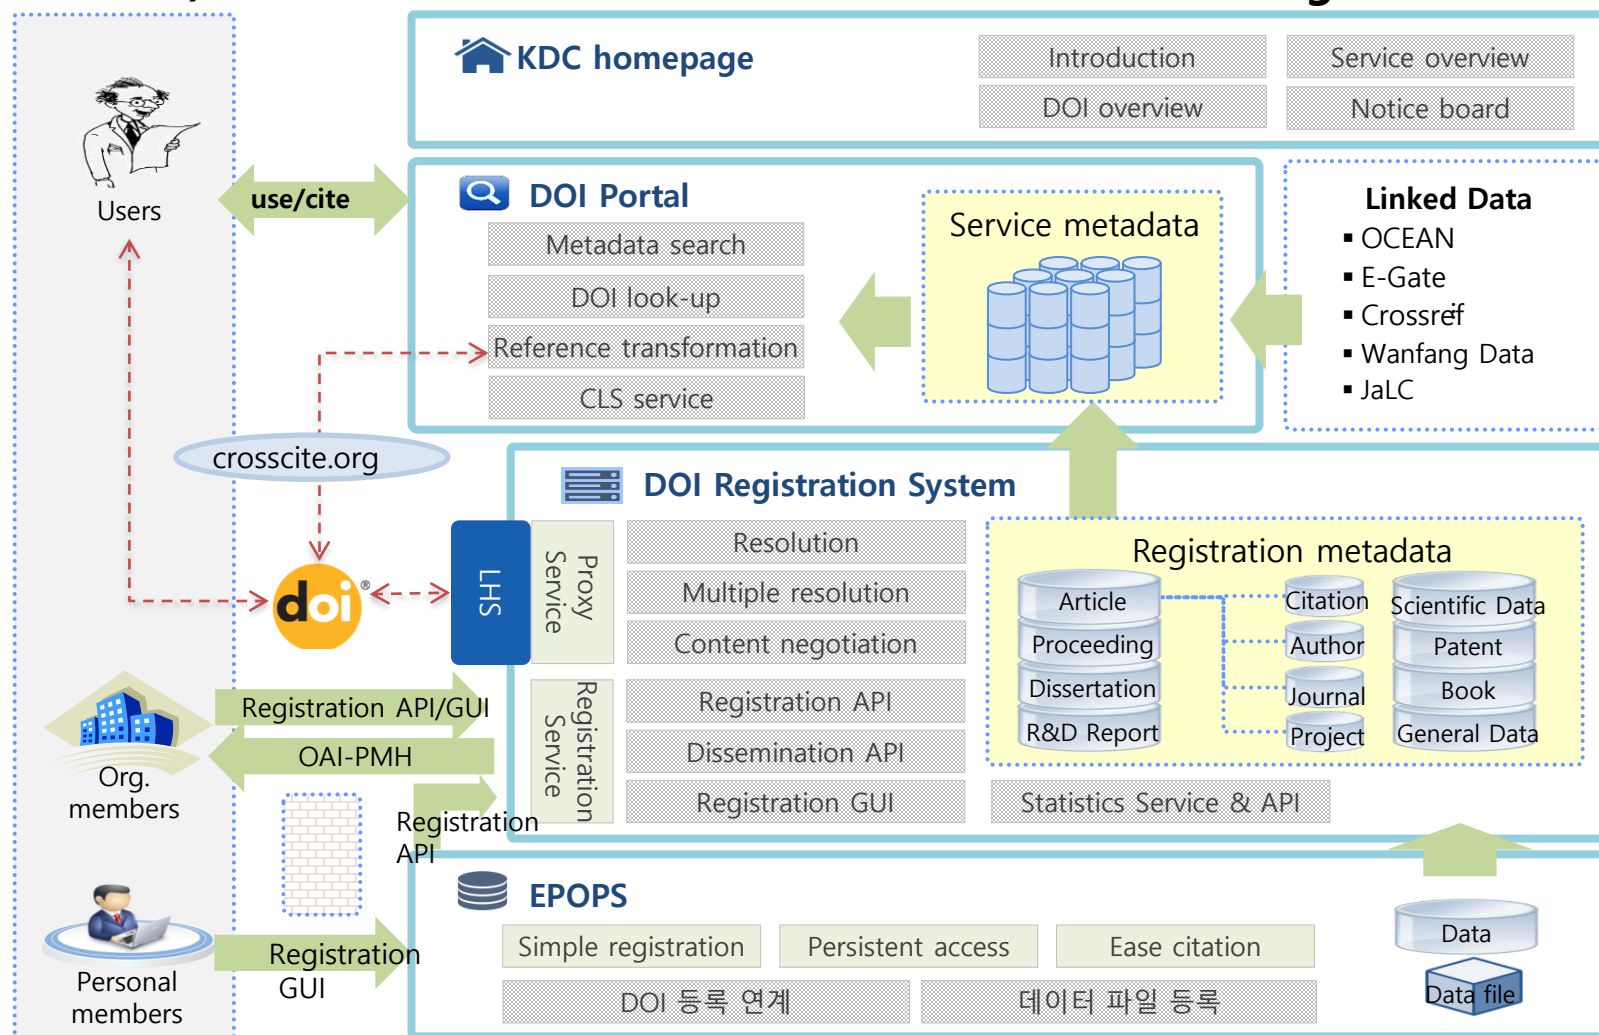 KDC homepage
Introduction
Service overview
DOI overview
Notice board
Users
use/cite
DOI Portal
Metadata search
DOI look-up
Reference transformation
CLS service
Service metadata
Linked Data
▪ OCEAN
▪ E-Gate
▪ Crossref
▪ Wanfang Data
▪ JaLC
crosscite.org
doi®
DOI Registration System
LHS
Proxy
Service
Resolution
Multiple resolution
Content negotiation
Registration
Service
Registration API
Dissemination API
Registration GUI
Registration metadata
Article
Proceeding
Dissertation
R&D Report
Citation
Author
Journal
Project
Scientific Data
Patent
Book
General Data
Statistics Service & API
Registration API/GUI
OAI-PMH
Org.
members
Registration
API
Personal
members
Registration
GUI
EPOPS
Simple registration
Persistent access
Ease citation
DOI 등록 연계
데이터 파일 등록
Data
Data file